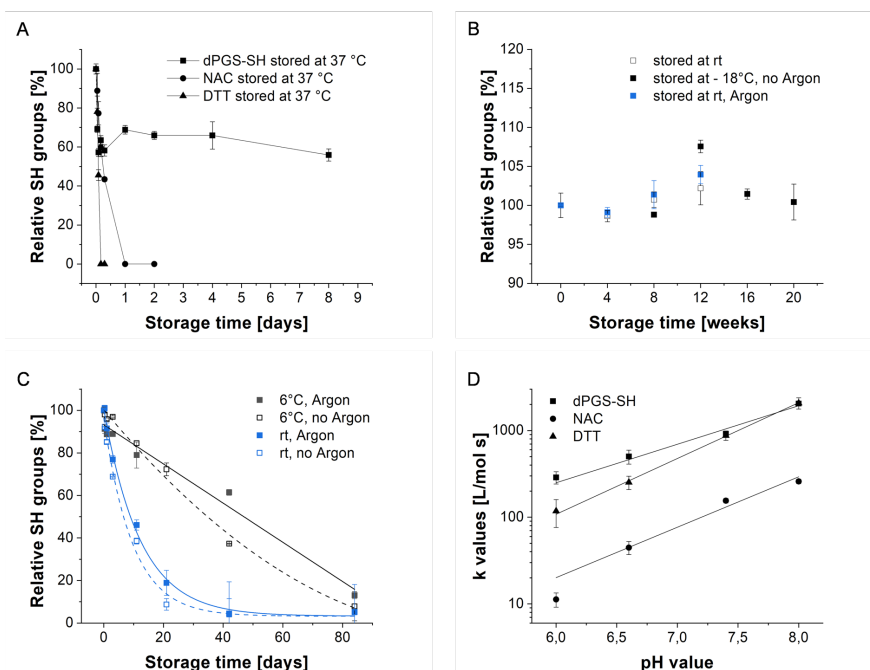 A
Relative SH groups [%]
100
80
60
40
20
0
dPGS-SH stored at 37 °C
NAC stored at 37 °C
DTT stored at 37 °C
0 1 2 3 4 5 6 7 8 9
Storage time [days]
B
Relative SH groups [%]
120
115
110
105
100
95
90
stored at rt
stored at - 18°C, no Argon
stored at rt, Argon
0 4 8 12 16 20
Storage time [weeks]
C
Relative SH groups [%]
100
80
60
40
20
0
6°C, Argon
6°C, no Argon
rt, Argon
rt, no Argon
0 20 40 60 80
Storage time [days]
D
k values [L/mol s]
1000
100
10
dPGS-SH
NAC
DTT
6,0 6,5 7,0 7,5 8,0
pH value